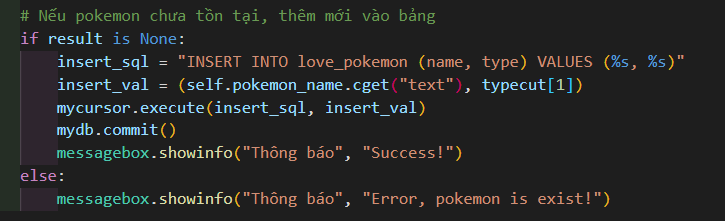 # Nếu pokemon chưa tồn tại, thêm mới vào bảng
if result is None:
    insert_sql = "INSERT INTO love_pokemon (name, type) VALUES (%s, %s)"
    insert_val = (self.pokemon_name.cget("text"), typecut[1])
    mycursor.execute(insert_sql, insert_val)
    mydb.commit()
    messagebox.showinfo("Thông báo", "Success!")
else:
    messagebox.showinfo("Thông báo", "Error, pokemon is exist!")